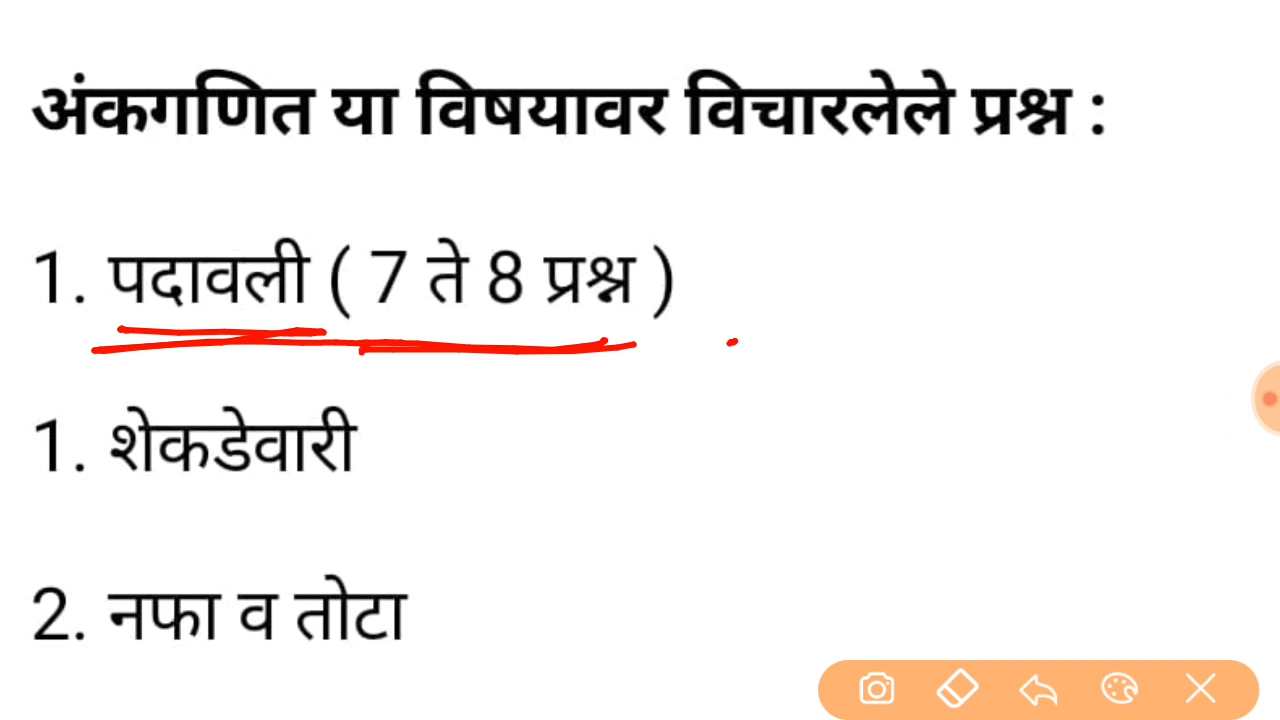 अंकगणित या विषयावर विचारलेले प्रश्न :
1. पदावली ( 7 ते 8 प्रश्न )
1. शेकडेवारी
2. नफा व तोटा